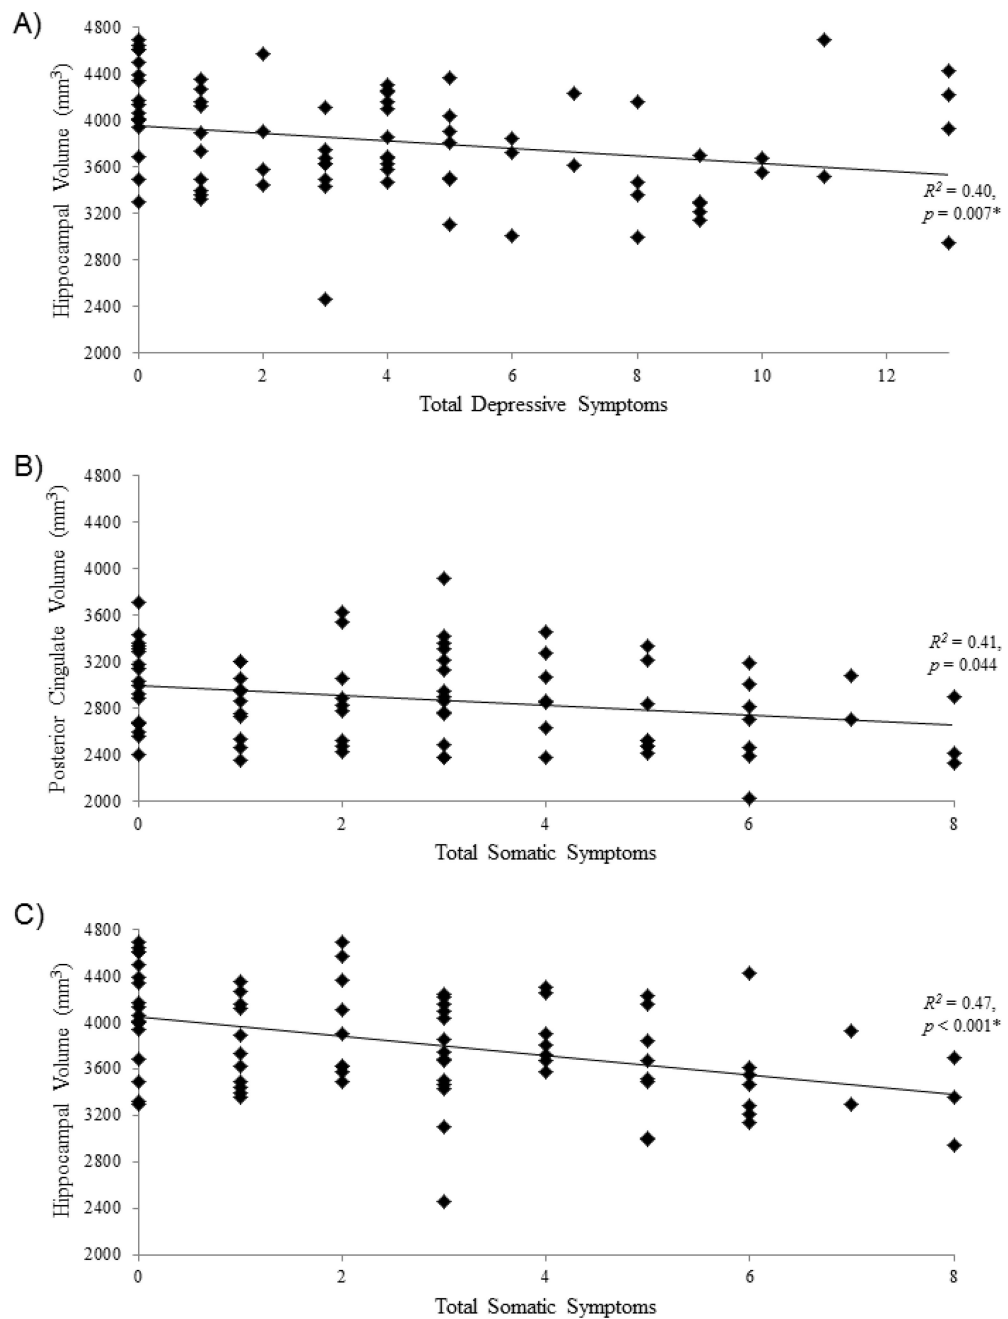 A)
Hippocampal Volume (mm³)
4800
4400
4000
3600
3200
2800
2400
2000
0 2 4 6 8 10 12
Total Depressive Symptoms
R² = 0.40,
p = 0.007*
B)
Posterior Cingulate Volume (mm³)
4800
4400
4000
3600
3200
2800
2400
2000
0 2 4 6 8
Total Somatic Symptoms
R² = 0.41,
p = 0.044
C)
Hippocampal Volume (mm³)
4800
4400
4000
3600
3200
2800
2400
2000
0 2 4 6 8
Total Somatic Symptoms
R² = 0.47,
p < 0.001*